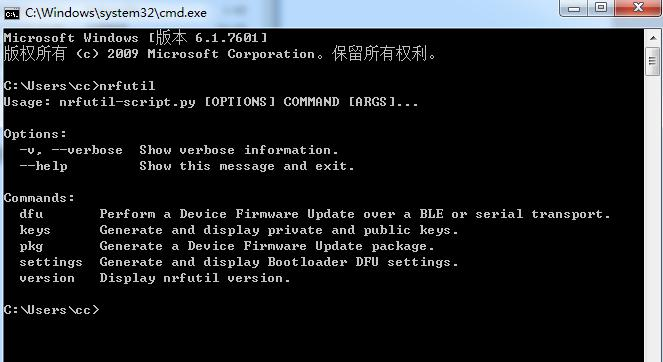 C:\Windows\system32\cmd.exe
Microsoft Windows [版本 6.1.7601]
版权所有 (c) 2009 Microsoft Corporation。保留所有权利。
C:\Users\cc>nrfutil
Usage: nrfutil-script.py [OPTIONS] COMMAND [ARGS]...
Options:
-v, --verbose  Show verbose information.
--help         Show this message and exit.
Commands:
dfu       Perform a Device Firmware Update over a BLE or serial transport.
keys      Generate and display private and public keys.
pkg       Generate a Device Firmware Update package.
settings  Generate and display Bootloader DFU settings.
version   Display nrfutil version.
C:\Users\cc>